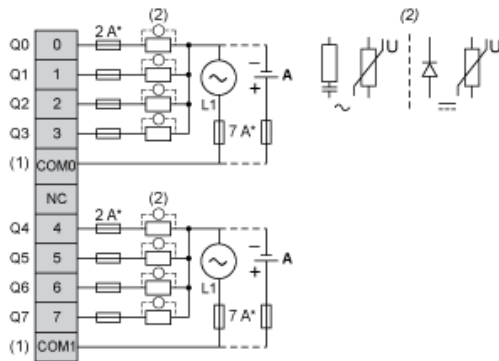 (2)
(2)
Q0 0 2 A*
Q1 1
Q2 2
Q3 3
L1
A
7 A*
(1) COM0
NC
(2)
Q4 4 2 A*
Q5 5
Q6 6
Q7 7
L1
A
7 A*
(1) COM1
U
U